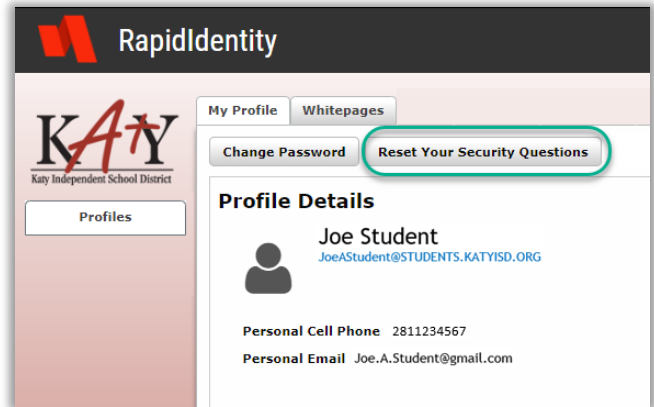 RapidIdentity
KATY
Katy Independent School District
Profiles
My Profile Whitepages
Change Password Reset Your Security Questions
Profile Details
Joe Student
JoeAStudent@STUDENTS.KATYISD.ORG
Personal Cell Phone 2811234567
Personal Email Joe.A.Student@gmail.com